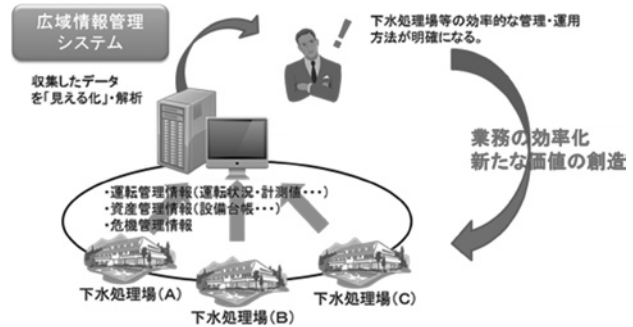 広域情報管理
システム
下水処理場等の効率的な管理・運用
方法が明確になる。
収集したデータ
を「見える化」・解析
業務の効率化
新たな価値の創造
・運転管理情報(運転状況・計測値・・・)
・資産管理情報(設備台帳・・・)
・危機管理情報
下水処理場(A)
下水処理場(B)
下水処理場(C)